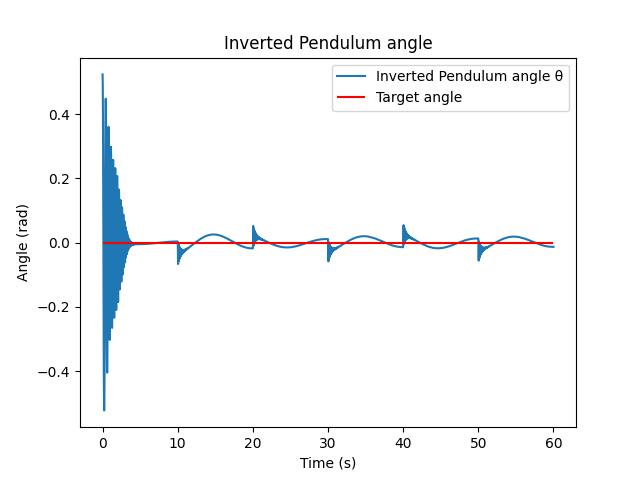 Inverted Pendulum angle
Inverted Pendulum angle θ
Target angle
Angle (rad)
0.4
0.2
0.0
−0.2
−0.4
0
10
20
30
40
50
60
Time (s)